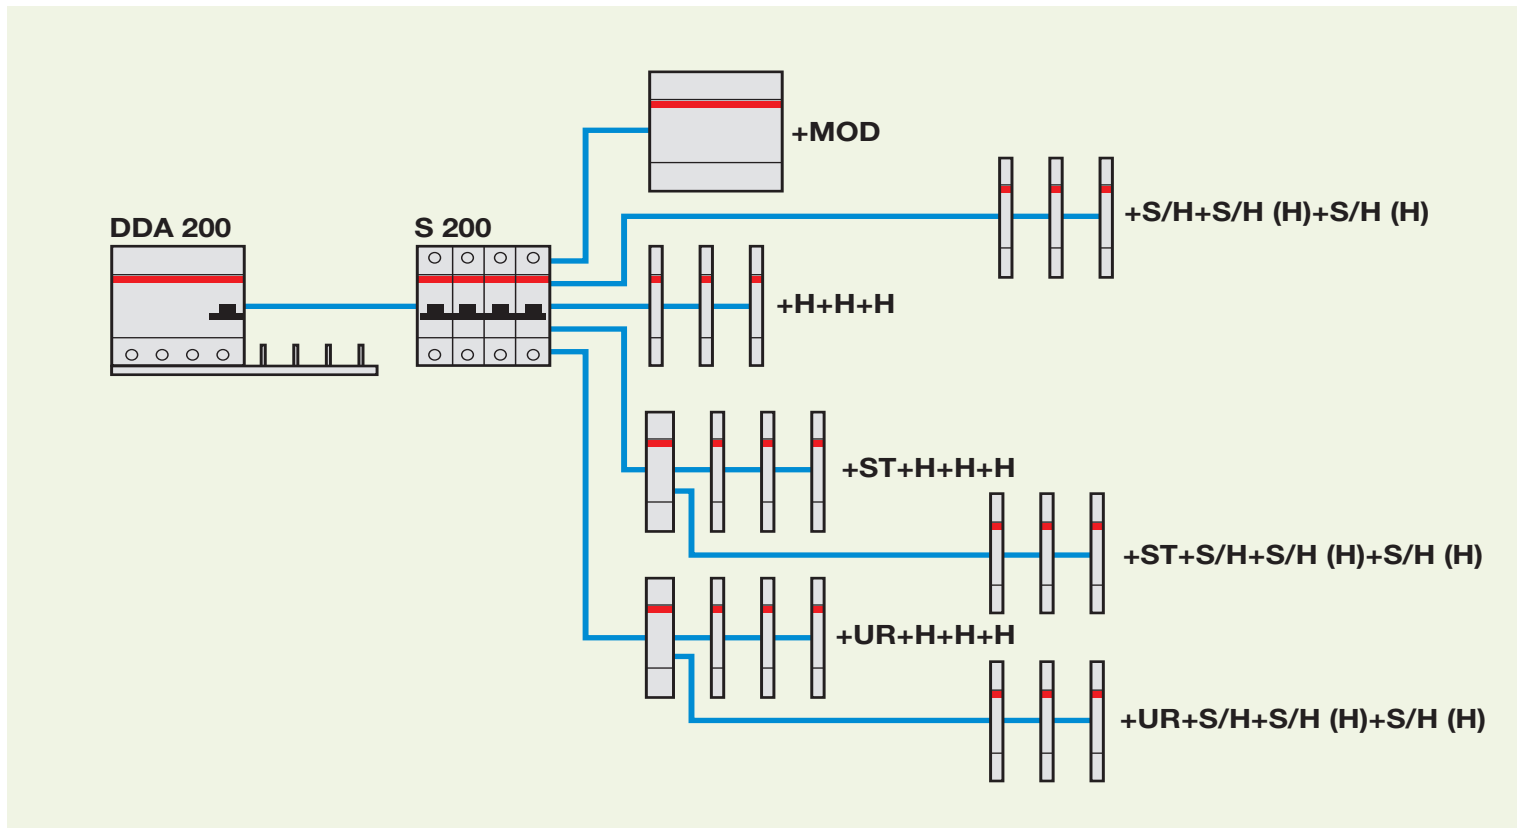 +MOD
+S/H+S/H (H)+S/H (H)
DDA 200
S 200
+H+H+H
+ST+H+H+H
+ST+S/H+S/H (H)+S/H (H)
+UR+H+H+H
+UR+S/H+S/H (H)+S/H (H)